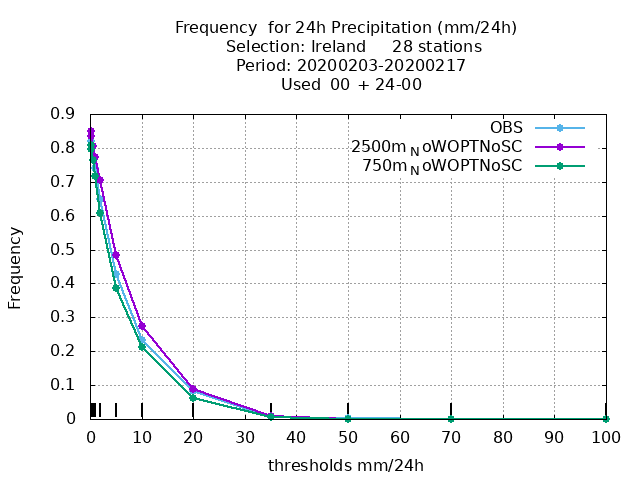 Frequency  for 24h Precipitation (mm/24h)
Selection: Ireland     28 stations
Period: 20200203-20200217
Used  00 + 24-00
OBS
2500m_NoWOPTNoSC
750m_NoWOPTNoSC
Frequency
0.9
0.8
0.7
0.6
0.5
0.4
0.3
0.2
0.1
0
0 10 20 30 40 50 60 70 80 90 100
thresholds mm/24h